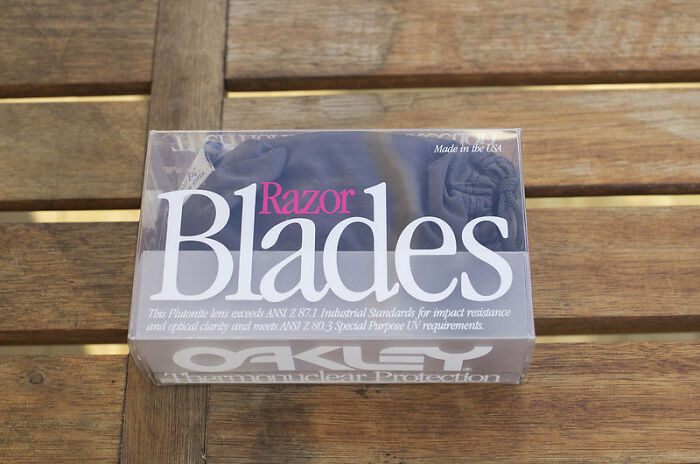 Made in the USA
Razor
Blades
This Plutonite lens exceeds ANSI Z 87.1 Industrial Standards for impact resistance
and optical clarity and meets ANSI Z 80.3 Special Purpose UV requirements.
OAKLEY®
Thermonuclear Protection